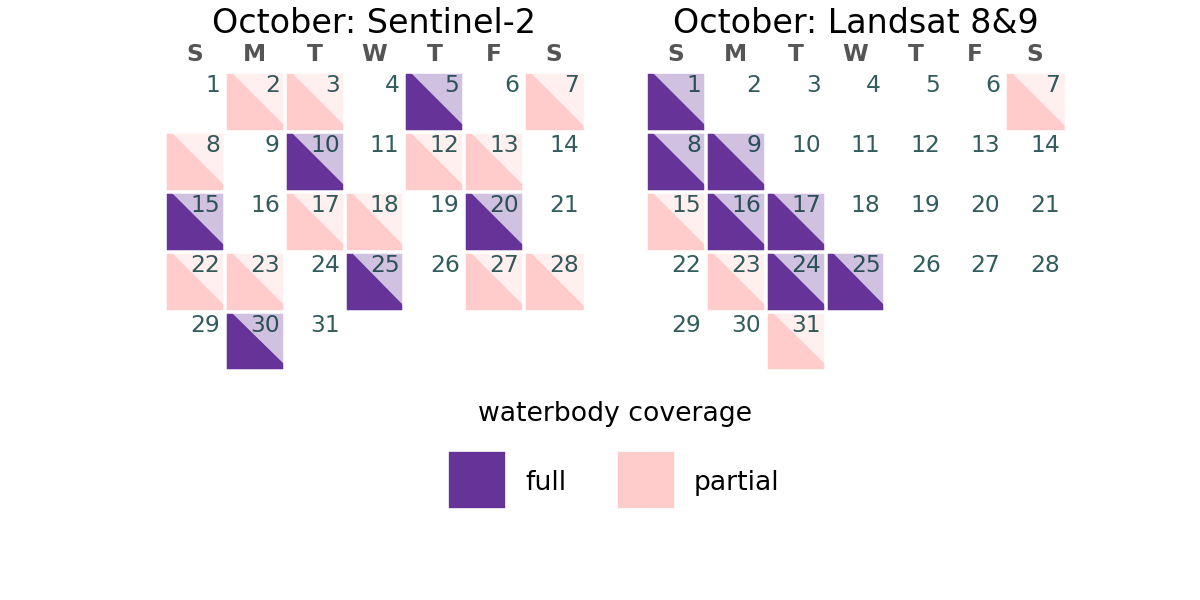 October: Sentinel-2
S M T W T F S
1 2 3 4 5 6 7
8 9 10 11 12 13 14
15 16 17 18 19 20 21
22 23 24 25 26 27 28
29 30 31
October: Landsat 8&9
S M T W T F S
1 2 3 4 5 6 7
8 9 10 11 12 13 14
15 16 17 18 19 20 21
22 23 24 25 26 27 28
29 30 31
waterbody coverage
full partial